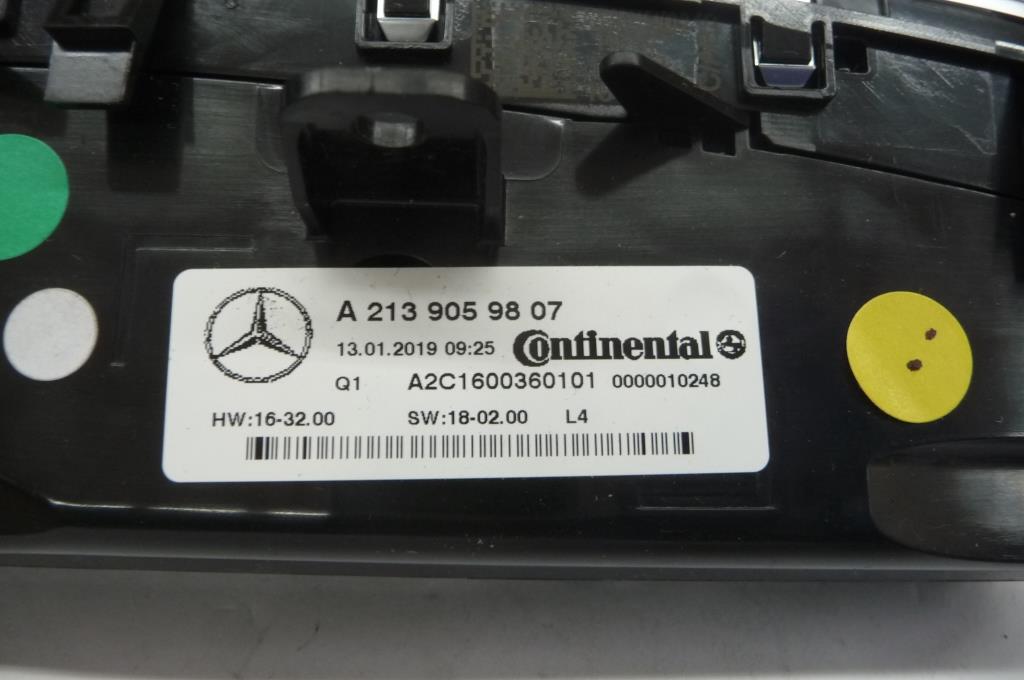 A 213 905 98 07
13.01.2019 09:25 Continental
Q1 A2C1600360101 0000010248
HW:16-32.00 SW:18-02.00 L4